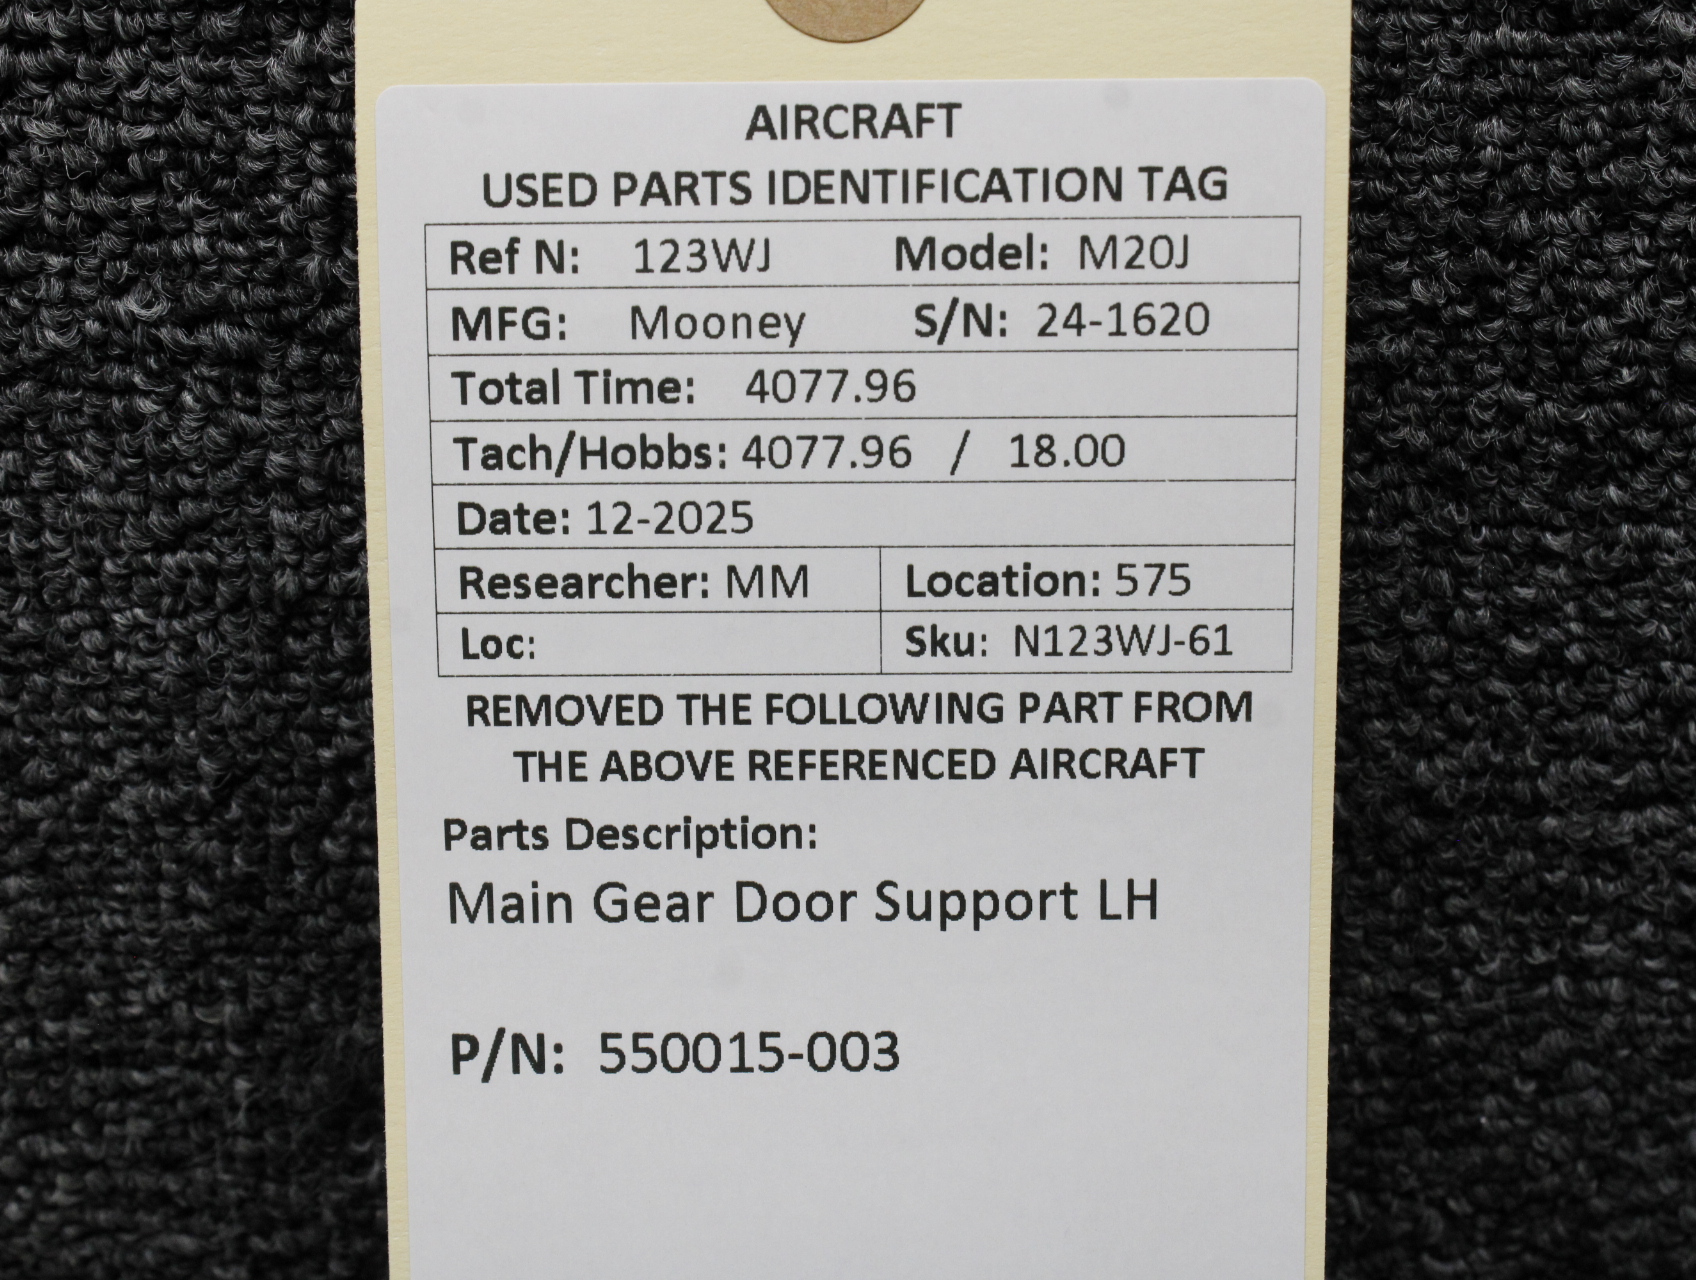 AIRCRAFT
USED PARTS IDENTIFICATION TAG
Ref N: 123WJ Model: M20J
MFG: Mooney S/N: 24-1620
Total Time: 4077.96
Tach/Hobbs: 4077.96 / 18.00
Date: 12-2025
Researcher: MM Location: 575
Loc: Sku: N123WJ-61
REMOVED THE FOLLOWING PART FROM
THE ABOVE REFERENCED AIRCRAFT
Parts Description:
Main Gear Door Support LH
P/N: 550015-003